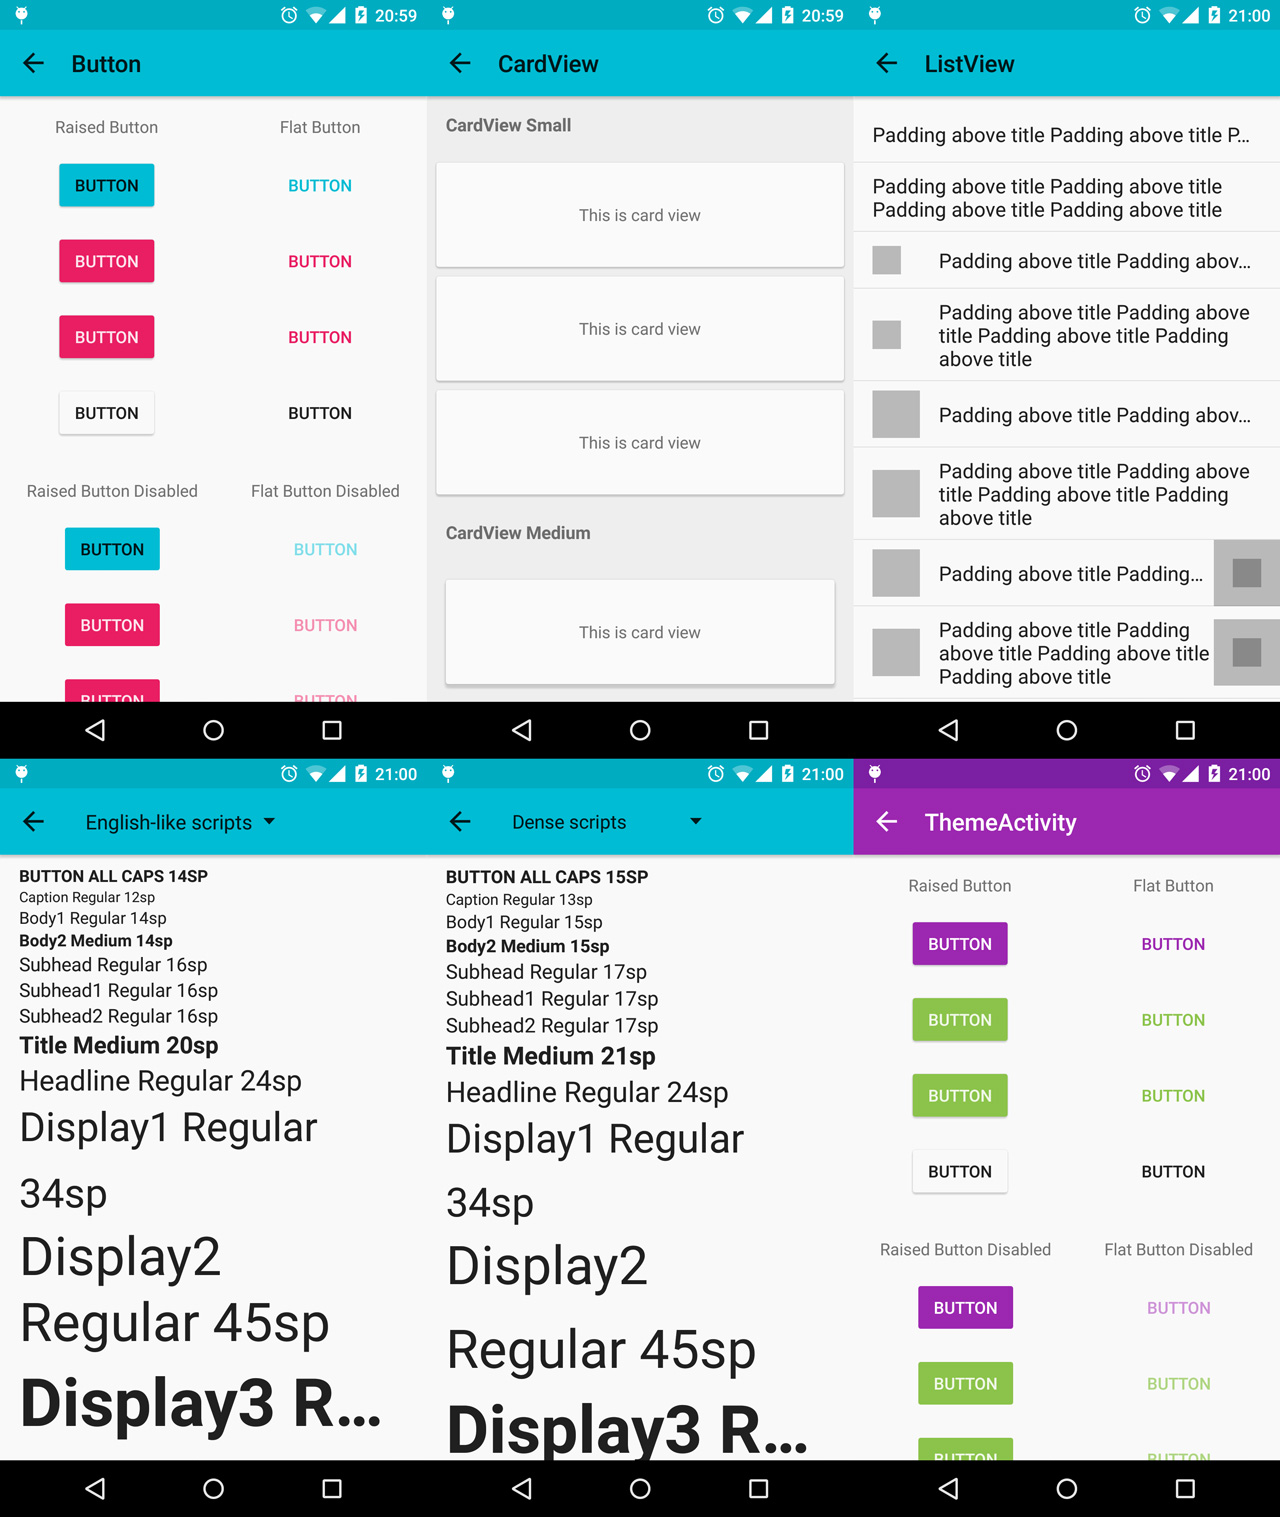 20:59
Button
Raised Button
Flat Button
BUTTON
BUTTON
BUTTON
BUTTON
BUTTON
BUTTON
BUTTON
BUTTON
Raised Button Disabled
Flat Button Disabled
BUTTON
BUTTON
BUTTON
BUTTON
BUTTON
BUTTON
20:59
CardView
CardView Small
This is card view
This is card view
This is card view
CardView Medium
This is card view
21:00
ListView
Padding above title Padding above title P...
Padding above title Padding above title
Padding above title Padding above title
Padding above title Padding abov...
Padding above title Padding above
title Padding above title Padding
above title
Padding above title Padding abov...
Padding above title Padding above
title Padding above title Padding
above title
Padding above title Padding...
Padding above title Padding
above title Padding above title
Padding above title
21:00
English-like scripts
BUTTON ALL CAPS 14SP
Caption Regular 12sp
Body1 Regular 14sp
Body2 Medium 14sp
Subhead Regular 16sp
Subhead1 Regular 16sp
Subhead2 Regular 16sp
Title Medium 20sp
Headline Regular 24sp
Display1 Regular
34sp
Display2
Regular 45sp
Display3 R...
21:00
Dense scripts
BUTTON ALL CAPS 15SP
Caption Regular 13sp
Body1 Regular 15sp
Body2 Medium 15sp
Subhead Regular 17sp
Subhead1 Regular 17sp
Subhead2 Regular 17sp
Title Medium 21sp
Headline Regular 24sp
Display1 Regular
34sp
Display2
Regular 45sp
Display3 R...
21:00
ThemeActivity
Raised Button
Flat Button
BUTTON
BUTTON
BUTTON
BUTTON
BUTTON
BUTTON
BUTTON
BUTTON
Raised Button Disabled
Flat Button Disabled
BUTTON
BUTTON
BUTTON
BUTTON
BUTTON
BUTTON